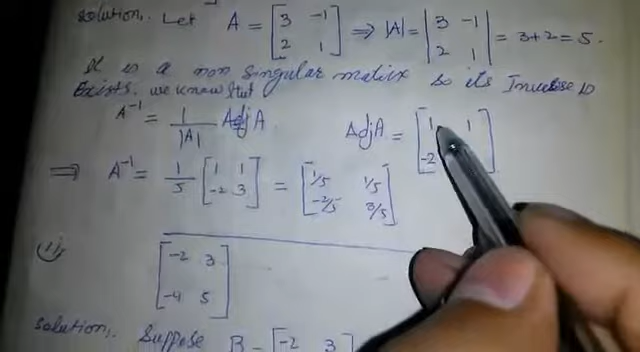 solution. Let A = [3 -1; 2 1] ⇒ |A| = |3 -1; 2 1| = 3+2 = 5.
It is a non singular matrix so its Inverse is
Exists. we know that
A⁻¹ = 1/|A| Adj A
Adj A = [1 1; -2
⇒ A⁻¹ = 1/5 [1 1; -2 3] = [1/5 1/5; -2/5 3/5]
[-2 3; -4 5]
solution. Suppose B = [-2 3